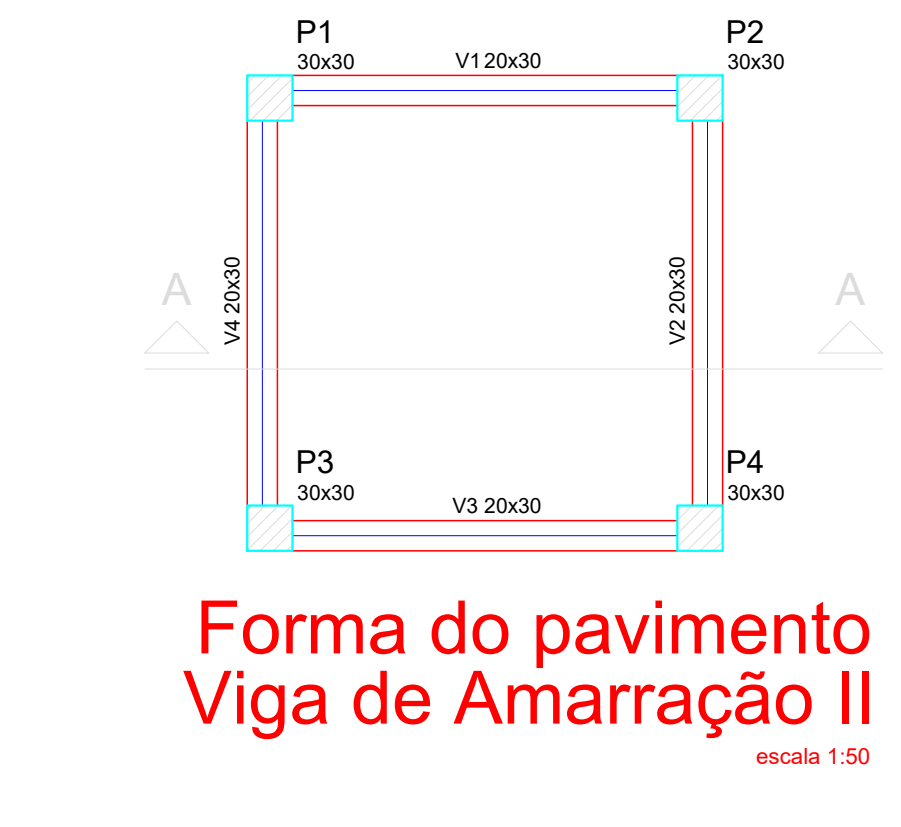 P1
30x30
V1 20x30
P2
30x30
A
V4 20x30
V2 20x30
A
P3
30x30
V3 20x30
P4
30x30
Forma do pavimento
Viga de Amarração II
escala 1:50